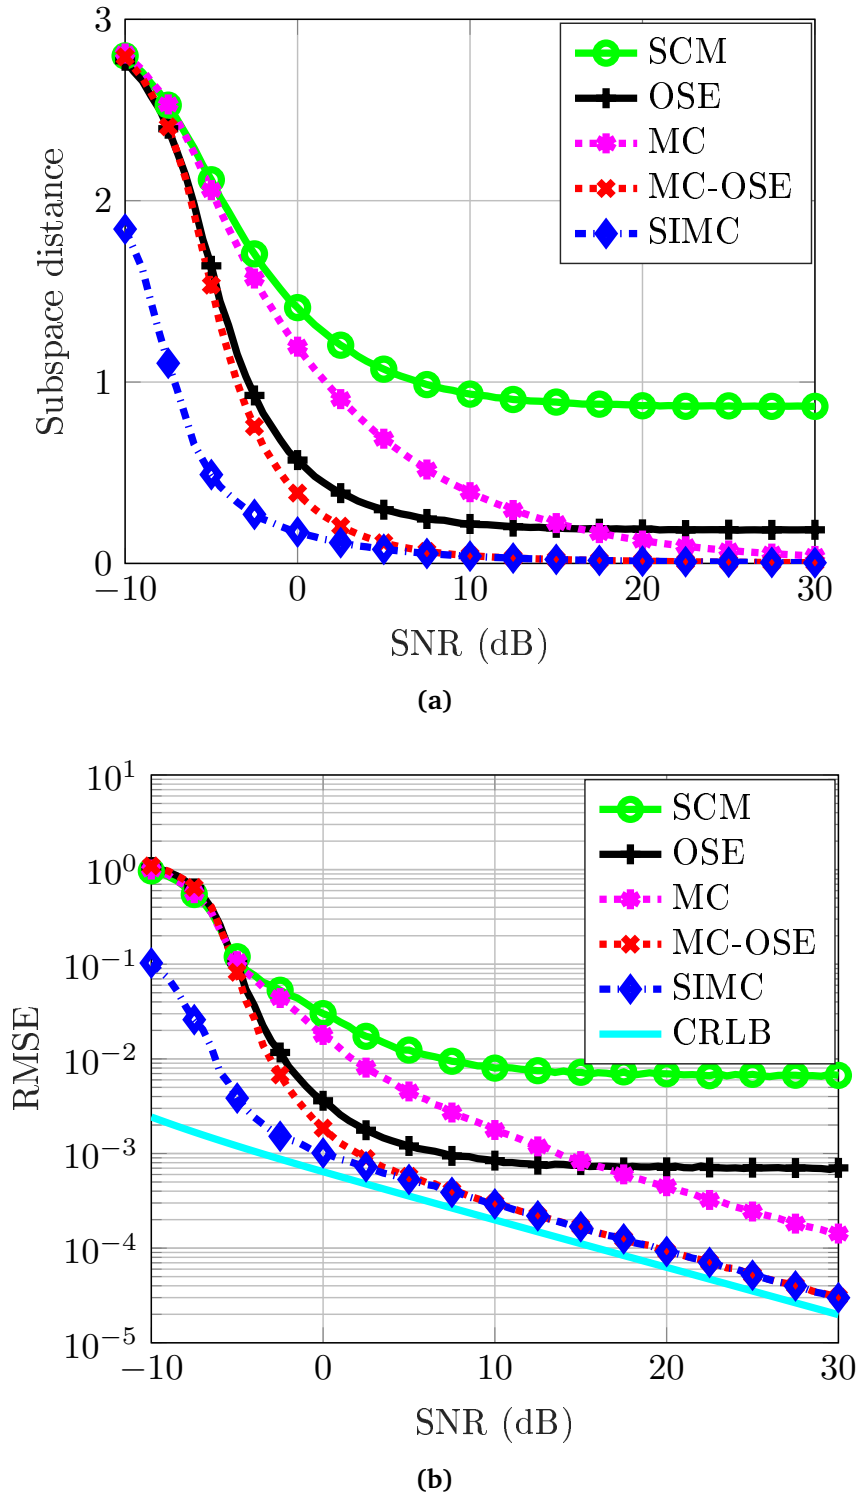 3
2
1
0
Subspace distance
SCM
OSE
MC
MC-OSE
SIMC
−10 0 10 20 30
SNR (dB)
(a)
10^1
10^0
10^−1
10^−2
10^−3
10^−4
10^−5
RMSE
SCM
OSE
MC
MC-OSE
SIMC
CRLB
−10 0 10 20 30
SNR (dB)
(b)